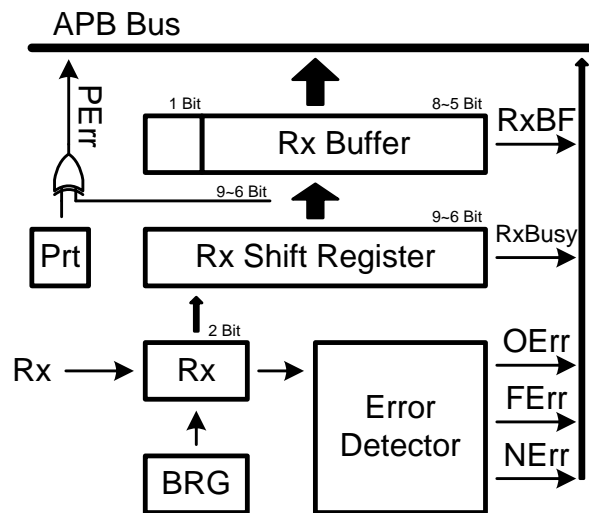 APB Bus
PErr
1 Bit
8~5 Bit
Rx Buffer
RxBF
9~6 Bit
9~6 Bit
Prt
Rx Shift Register
RxBusy
2 Bit
Rx
Rx
OErr
Error
Detector
FErr
NErr
BRG